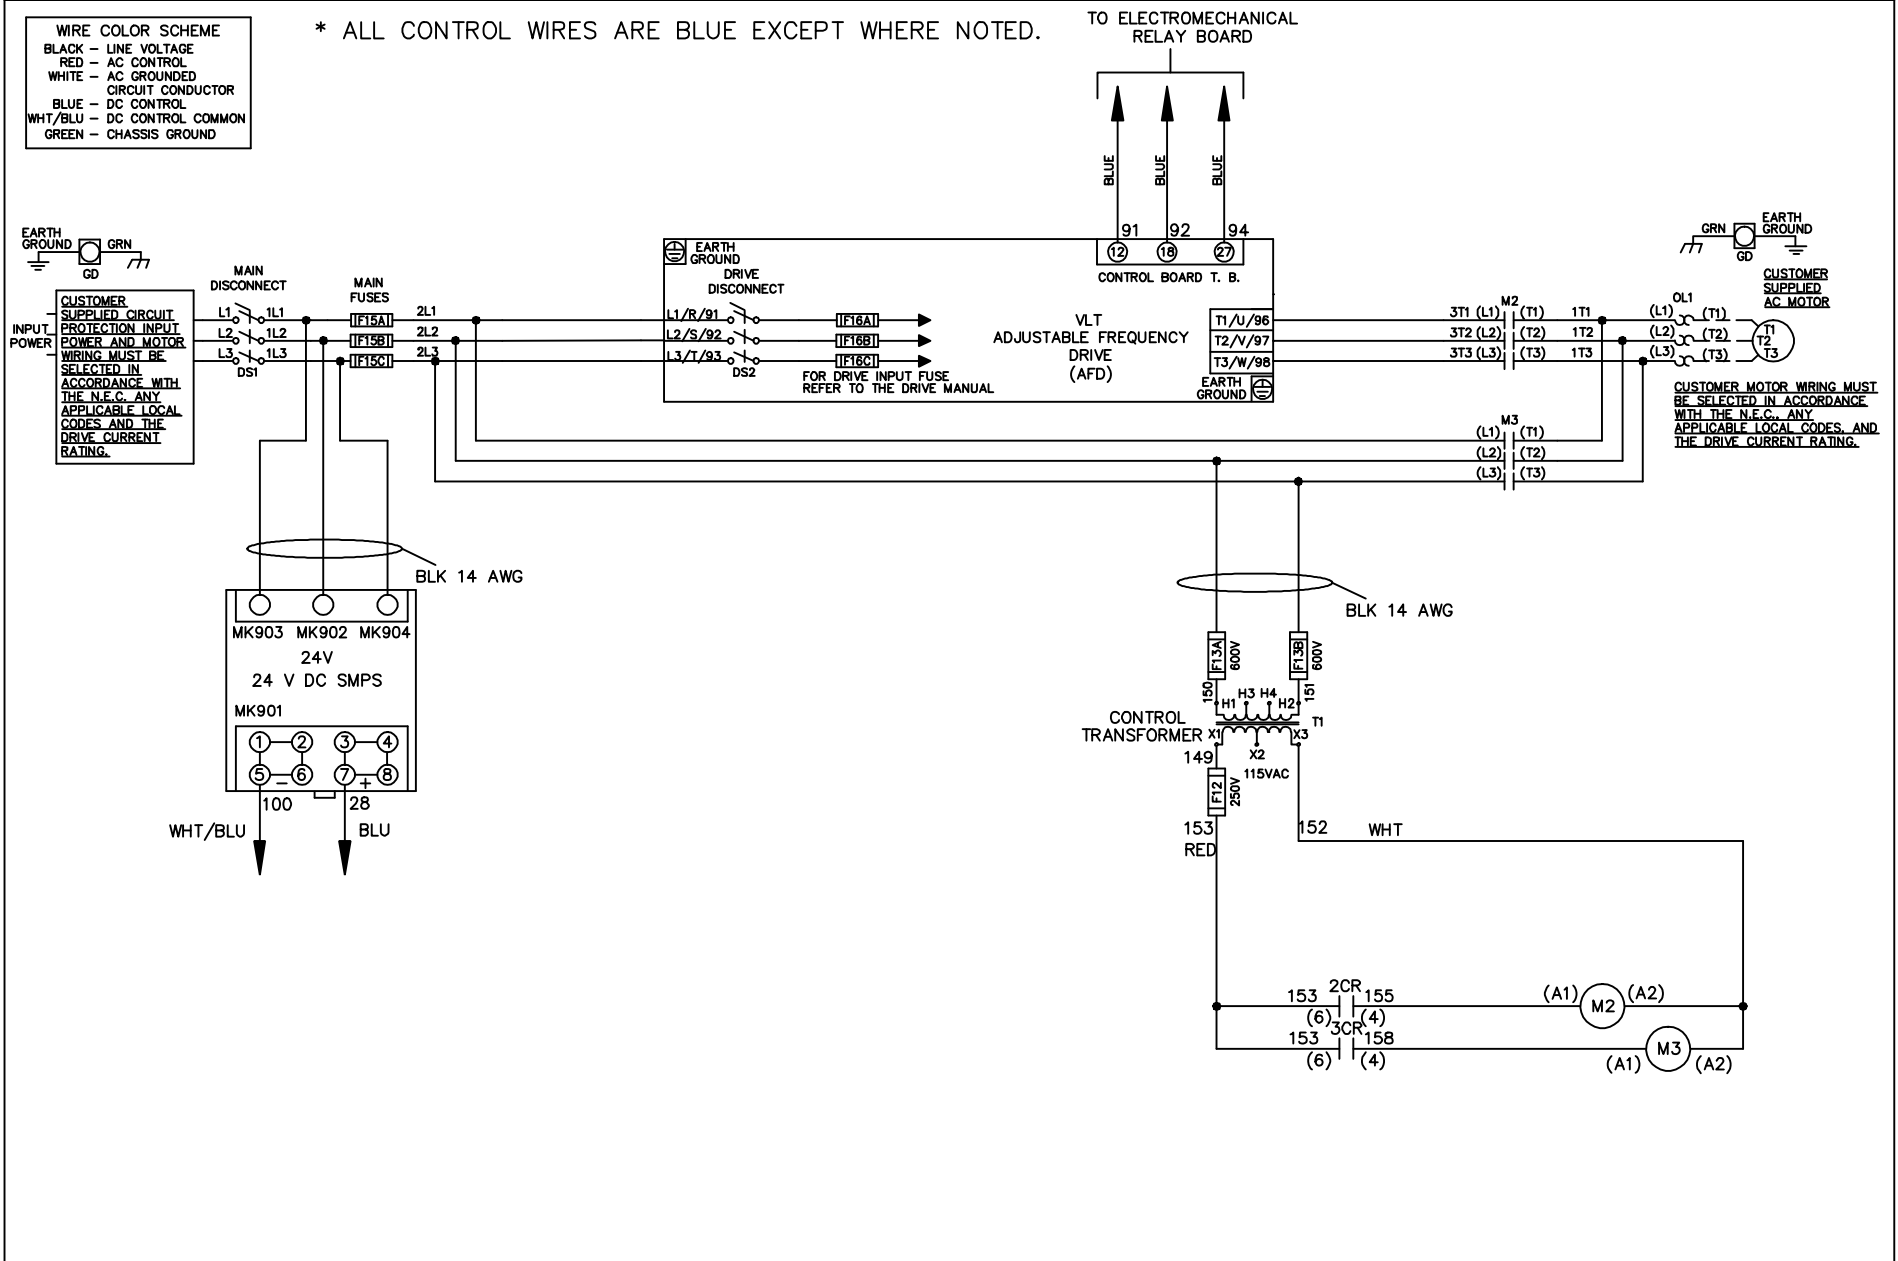 WIRE COLOR SCHEME
BLACK – LINE VOLTAGE
RED – AC CONTROL
WHITE – AC GROUNDED
CIRCUIT CONDUCTOR
BLUE – DC CONTROL
WHT/BLU – DC CONTROL COMMON
GREEN – CHASSIS GROUND
* ALL CONTROL WIRES ARE BLUE EXCEPT WHERE NOTED.
TO ELECTROMECHANICAL
RELAY BOARD
BLUE
BLUE
BLUE
91 92 94
12 18 27
CONTROL BOARD T. B.
EARTH
GROUND
GRN
GD
INPUT
POWER
CUSTOMER
SUPPLIED CIRCUIT
PROTECTION INPUT
POWER AND MOTOR
WIRING MUST BE
SELECTED IN
ACCORDANCE WITH
THE N.E.C. ANY
APPLICABLE LOCAL
CODES AND THE
DRIVE CURRENT
RATING.
MAIN
DISCONNECT
L1 1L1
L2 1L2
L3 1L3
DS1
MAIN
FUSES
F15A 2L1
F15B 2L2
F15C 2L3
EARTH
GROUND
DRIVE
DISCONNECT
L1/R/91
L2/S/92
L3/T/93
DS2
F16A
F16B
F16C
FOR DRIVE INPUT FUSE
REFER TO THE DRIVE MANUAL
VLT
ADJUSTABLE FREQUENCY
DRIVE
(AFD)
T1/U/96
T2/V/97
T3/W/98
EARTH
GROUND
M2
3T1 (L1) (T1) 1T1
3T2 (L2) (T2) 1T2
3T3 (L3) (T3) 1T3
OL1
(L1) (T1)
(L2) (T2)
(L3) (T3)
T1
T2
T3
GRN
GD
EARTH
GROUND
CUSTOMER
SUPPLIED
AC MOTOR
CUSTOMER MOTOR WIRING MUST
BE SELECTED IN ACCORDANCE
WITH THE N.E.C., ANY
APPLICABLE LOCAL CODES, AND
THE DRIVE CURRENT RATING.
M3
(L1) (T1)
(L2) (T2)
(L3) (T3)
BLK 14 AWG
MK903 MK902 MK904
24V
24 V DC SMPS
MK901
1 2 3 4
5 6 7 8
– +
100 28
WHT/BLU BLU
BLK 14 AWG
F13A 600V
F13B 600V
150 151
H1 H3 H4 H2
T1
CONTROL
TRANSFORMER
X1 X2 X3
149
115VAC
F12 250V
153
RED
152 WHT
153 2CR 155
(6) (4)
(A1) M2 (A2)
153 3CR 158
(6) (4)
(A1) M3 (A2)